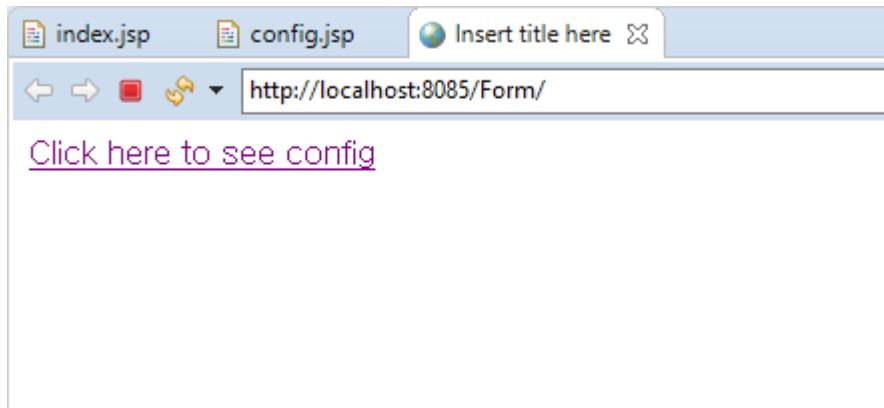 index.jsp config.jsp Insert title here
http://localhost:8085/Form/
Click here to see config